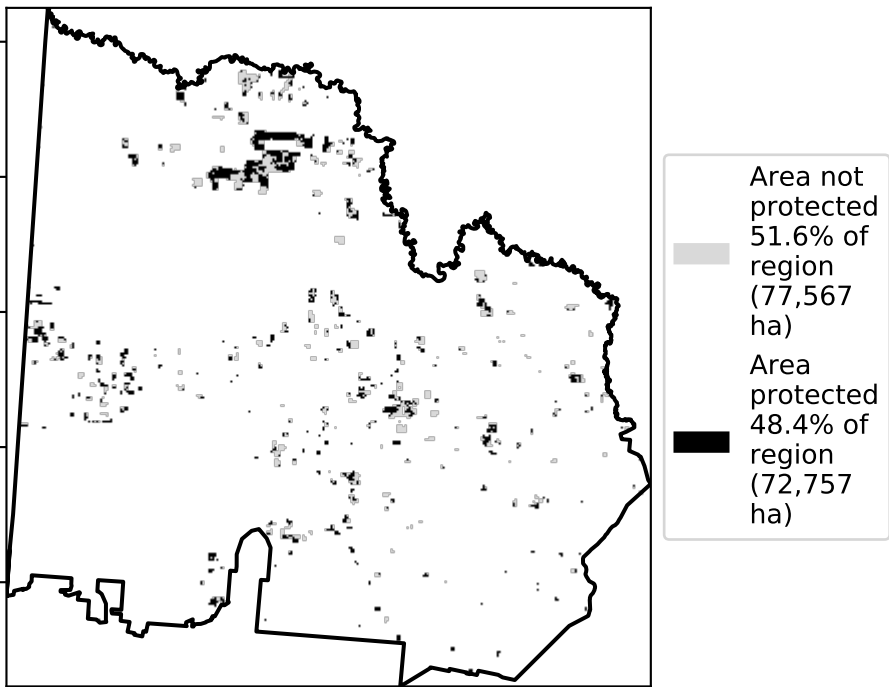 Area not
protected
51.6% of
region
(77,567
ha)
Area
protected
48.4% of
region
(72,757
ha)